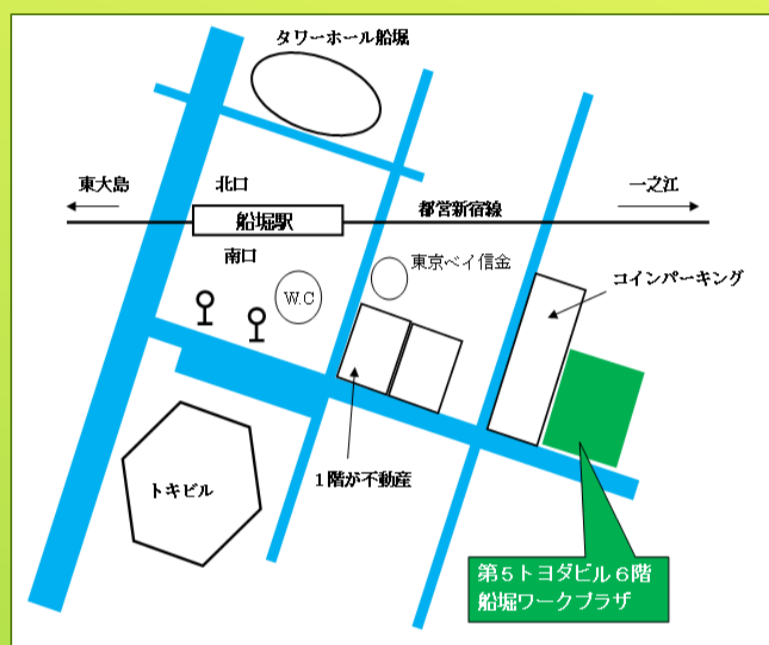 タワーホール船堀
東大島
北口
一之江
船堀駅
都営新宿線
南口
東京ベイ信金
W.C
コインパーキング
１階が不動産
トキビル
第５トヨダビル６階
船堀ワークプラザ